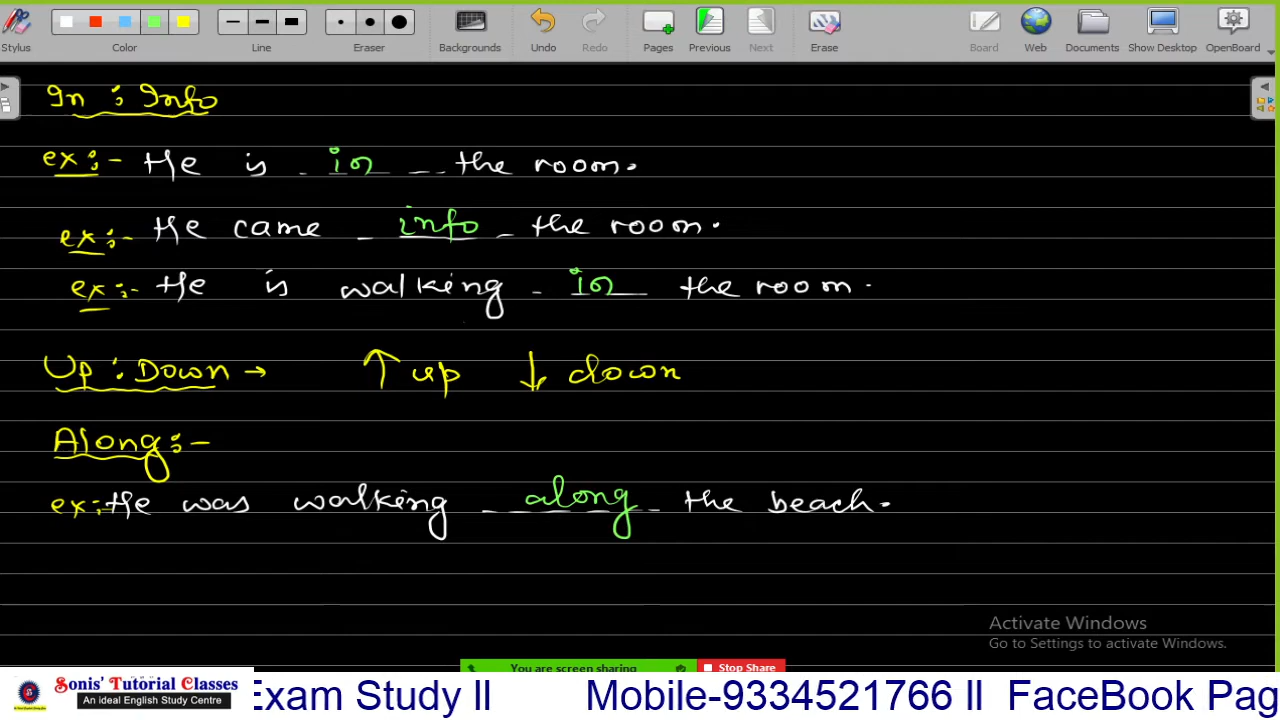 Stylus Color Line Eraser Backgrounds Undo Redo Pages Previous Next Erase Board Web Documents Show Desktop OpenBoard
In : Info
ex :- He is in the room.
ex :- He came info the room.
ex :- He is walking in the room.
Up : Down → ↑ up ↓ down
Along :-
ex :- He was walking along the beach.
Activate Windows
Go to Settings to activate Windows.
You are screen sharing Stop Share
Sonis' Tutorial Classes
An ideal English Study Centre
Exam Study II Mobile-9334521766 II FaceBook Pag